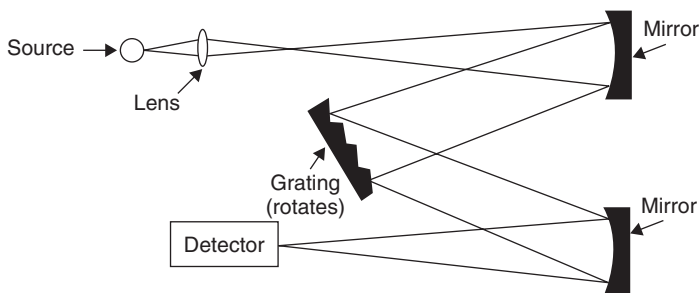 Source
Mirror
Lens
Grating
(rotates)
Mirror
Detector